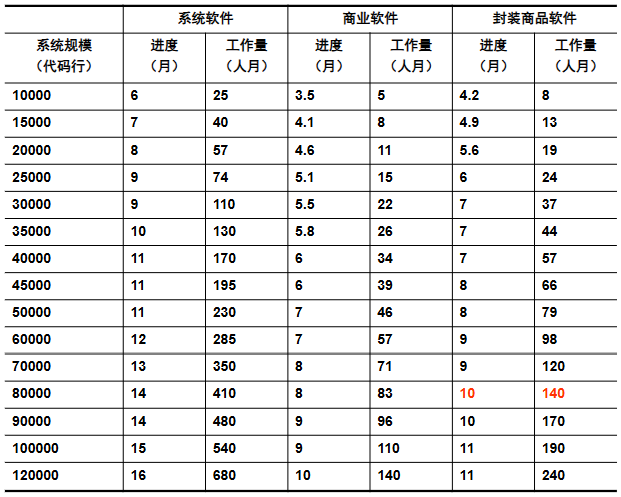 系统软件 商业软件 封装商品软件
系统规模 进度 工作量 进度 工作量 进度 工作量
（代码行） （月） （人月） （月） （人月） （月） （人月）
10000 6 25 3.5 5 4.2 8
15000 7 40 4.1 8 4.9 13
20000 8 57 4.6 11 5.6 19
25000 9 74 5.1 15 6 24
30000 9 110 5.5 22 7 37
35000 10 130 5.8 26 7 44
40000 11 170 6 34 7 57
45000 11 195 6 39 8 66
50000 11 230 7 46 8 79
60000 12 285 7 57 9 98
70000 13 350 8 71 9 120
80000 14 410 8 83 10 140
90000 14 480 9 96 10 170
100000 15 540 9 110 11 190
120000 16 680 10 140 11 240